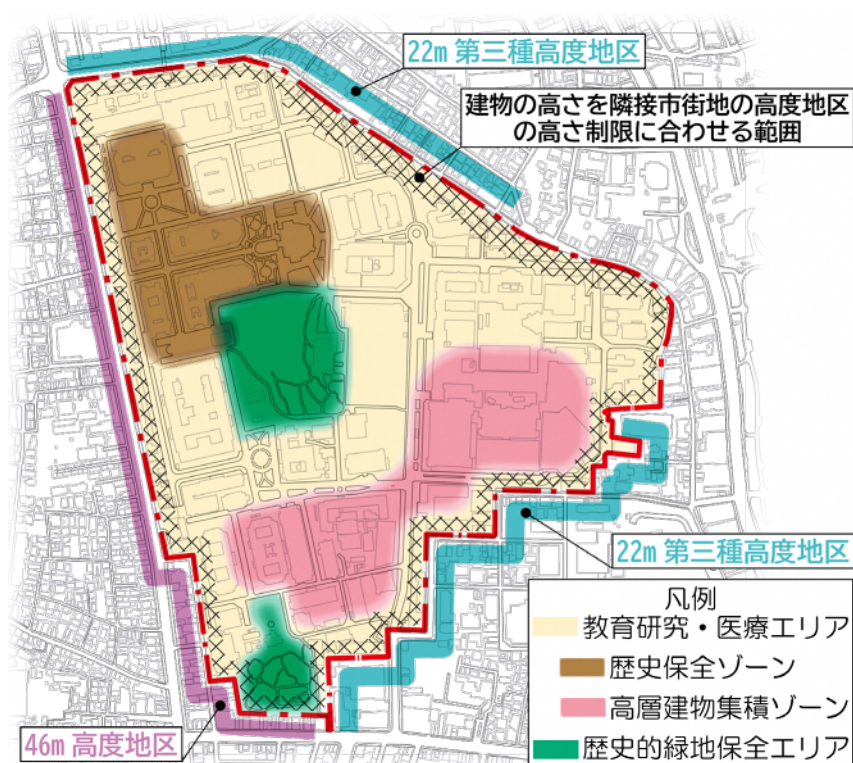 22m 第三種高度地区
建物の高さを隣接市街地の高度地区
の高さ制限に合わせる範囲
22m 第三種高度地区
凡例
教育研究・医療エリア
歴史保全ゾーン
高層建物集積ゾーン
歴史的緑地保全エリア
46m 高度地区